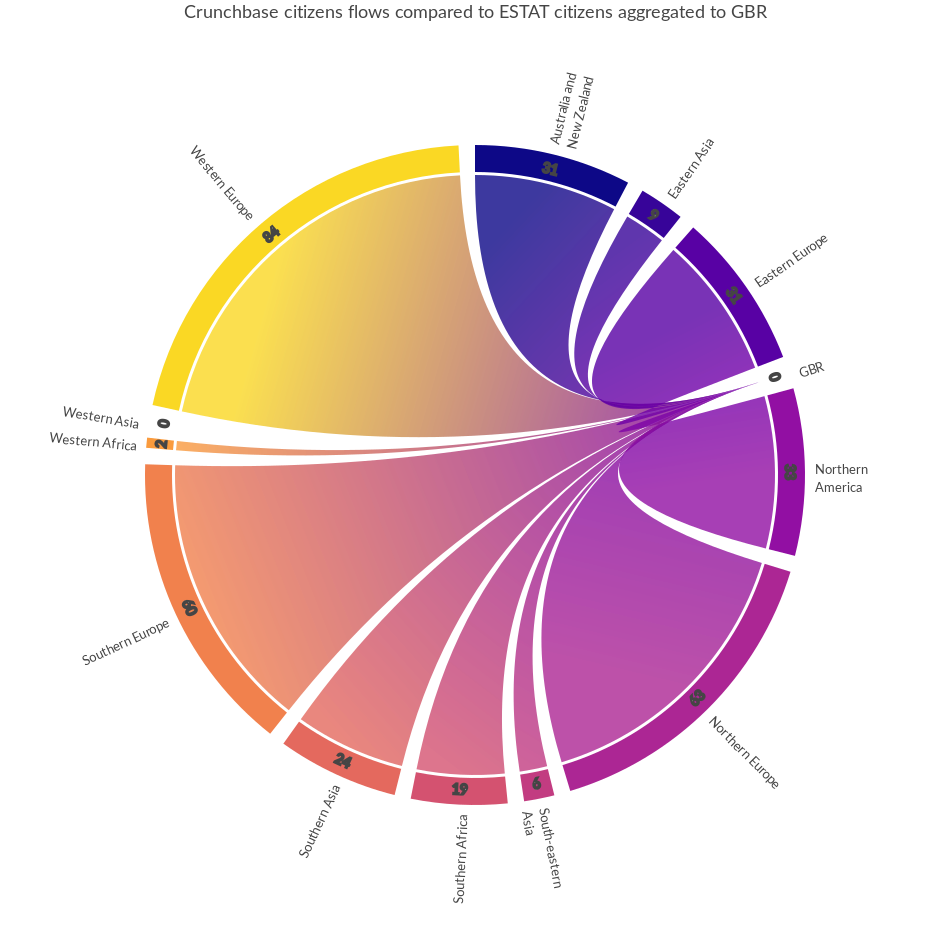 Crunchbase citizens flows compared to ESTAT citizens aggregated to GBR
Australia and
New Zealand
31
Eastern Asia
9
Eastern Europe
GBR
0
Northern
America
Northern Europe
South-eastern
Asia
6
Southern Africa
19
Southern Asia
24
Southern Europe
60
Western Africa
2
Western Asia
0
Western Europe
84